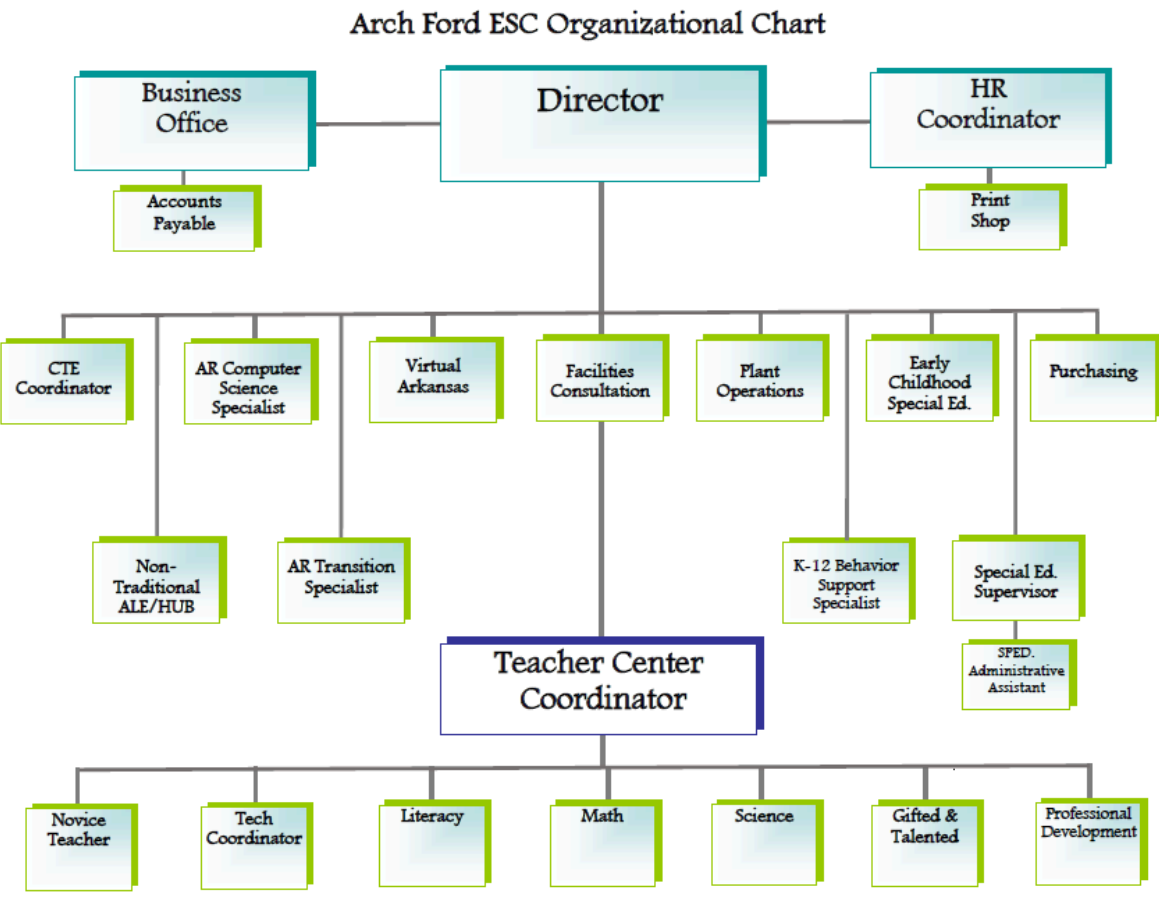 Arch Ford ESC Organizational Chart
Business
Office
Director
HR
Coordinator
Accounts
Payable
Print
Shop
CTE
Coordinator
AR Computer
Science
Specialist
Virtual
Arkansas
Facilities
Consultation
Plant
Operations
Early
Childhood
Special Ed.
Purchasing
Non-
Traditional
ALE/HUB
AR Transition
Specialist
K-12 Behavior
Support
Specialist
Special Ed.
Supervisor
SPED.
Administrative
Assistant
Teacher Center
Coordinator
Novice
Teacher
Tech
Coordinator
Literacy
Math
Science
Gifted &
Talented
Professional
Development